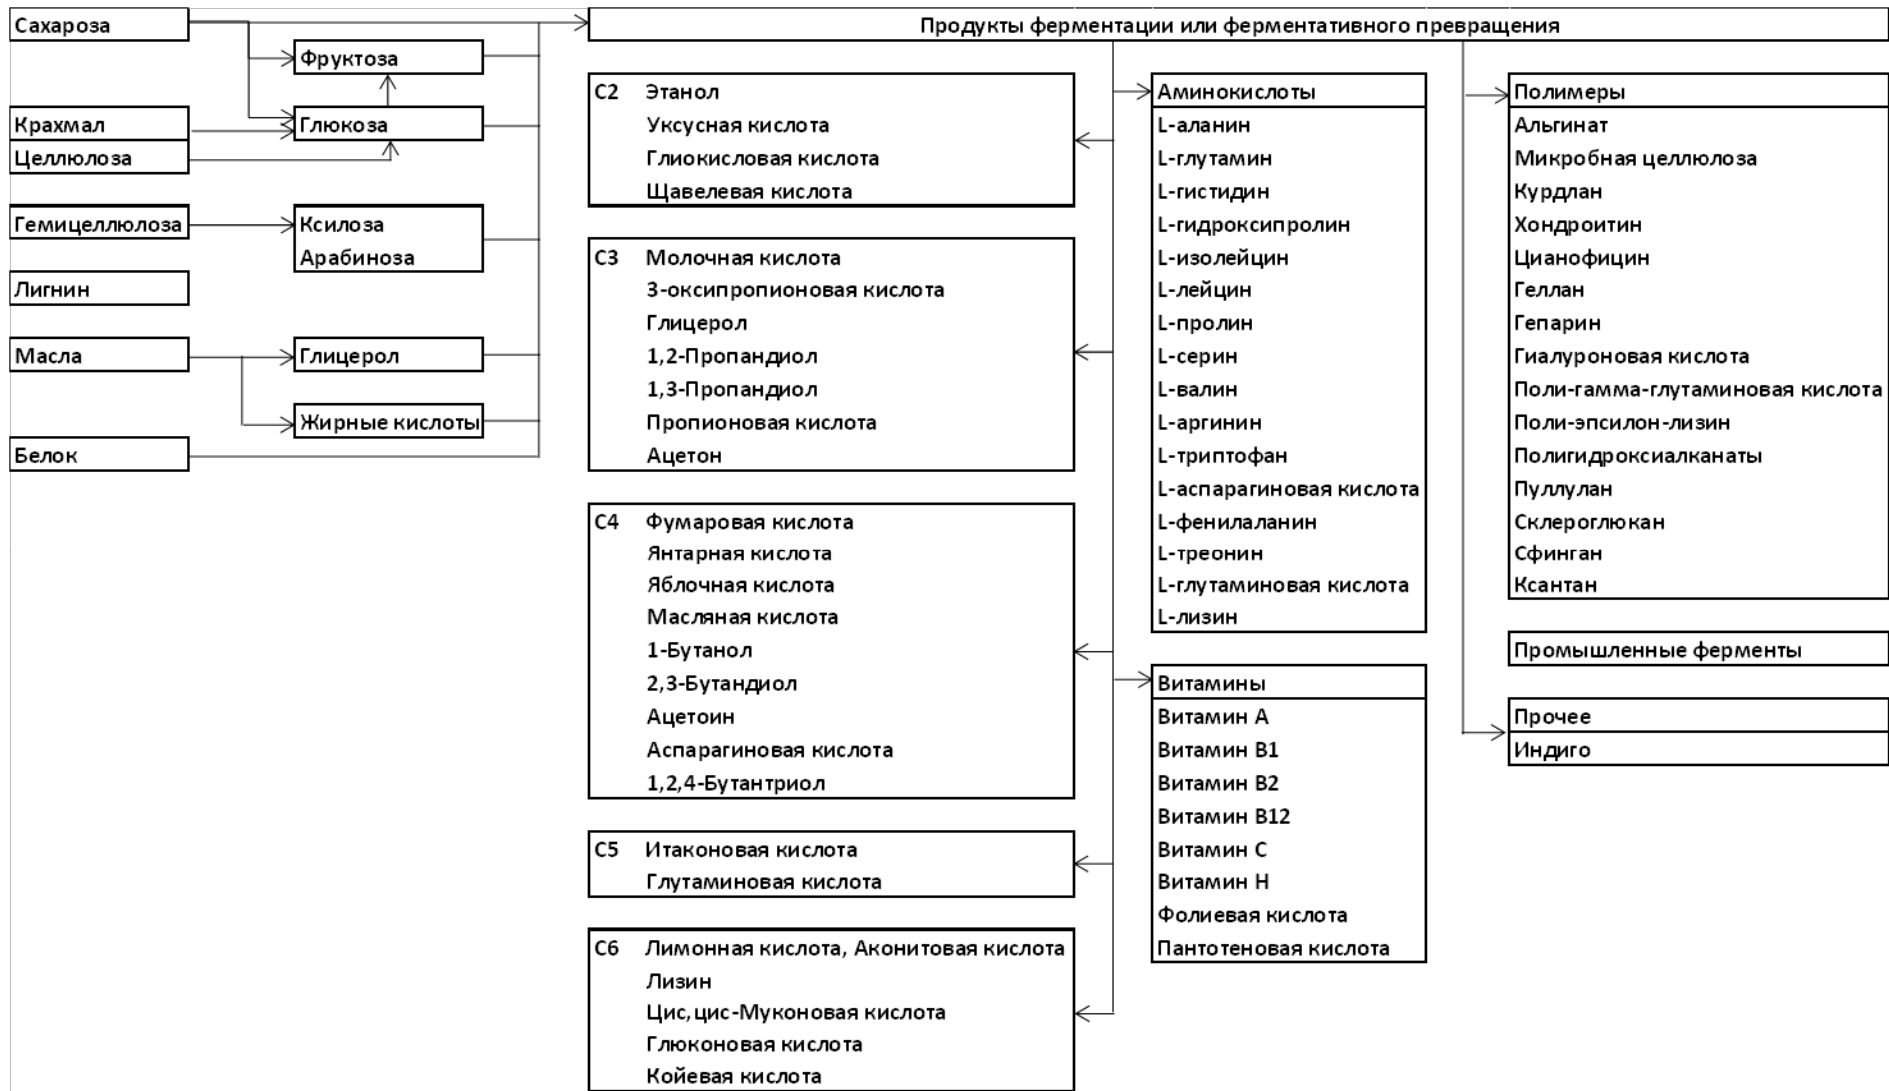 Сахароза
Продукты ферментации или ферментативного превращения
Фруктоза
Крахмал
Глюкоза
Целлюлоза
Гемицеллюлоза
Ксилоза
Арабиноза
Лигнин
Масла
Глицерол
Жирные кислоты
Белок
C2 Этанол
Уксусная кислота
Глиокисловая кислота
Щавелевая кислота
C3 Молочная кислота
3-оксипропионовая кислота
Глицерол
1,2-Пропандиол
1,3-Пропандиол
Пропионовая кислота
Ацетон
C4 Фумаровая кислота
Янтарная кислота
Яблочная кислота
Масляная кислота
1-Бутанол
2,3-Бутандиол
Ацетоин
Аспарагиновая кислота
1,2,4-Бутантриол
C5 Итаконовая кислота
Глутаминовая кислота
C6 Лимонная кислота, Аконитовая кислота
Лизин
Цис,цис-Муконовая кислота
Глюконовая кислота
Койевая кислота
Аминокислоты
L-аланин
L-глутамин
L-гистидин
L-гидроксипролин
L-изолейцин
L-лейцин
L-пролин
L-серин
L-валин
L-аргинин
L-триптофан
L-аспарагиновая кислота
L-фенилаланин
L-треонин
L-глутаминовая кислота
L-лизин
Витамины
Витамин A
Витамин B1
Витамин B2
Витамин B12
Витамин C
Витамин H
Фолиевая кислота
Пантотеновая кислота
Полимеры
Альгинат
Микробная целлюлоза
Курдлан
Хондроитин
Цианофицин
Геллан
Гепарин
Гиалуроновая кислота
Поли-гамма-глутаминовая кислота
Поли-эпсилон-лизин
Полигидроксиалканаты
Пуллулан
Склероглюкан
Сфинган
Ксантан
Промышленные ферменты
Прочее
Индиго